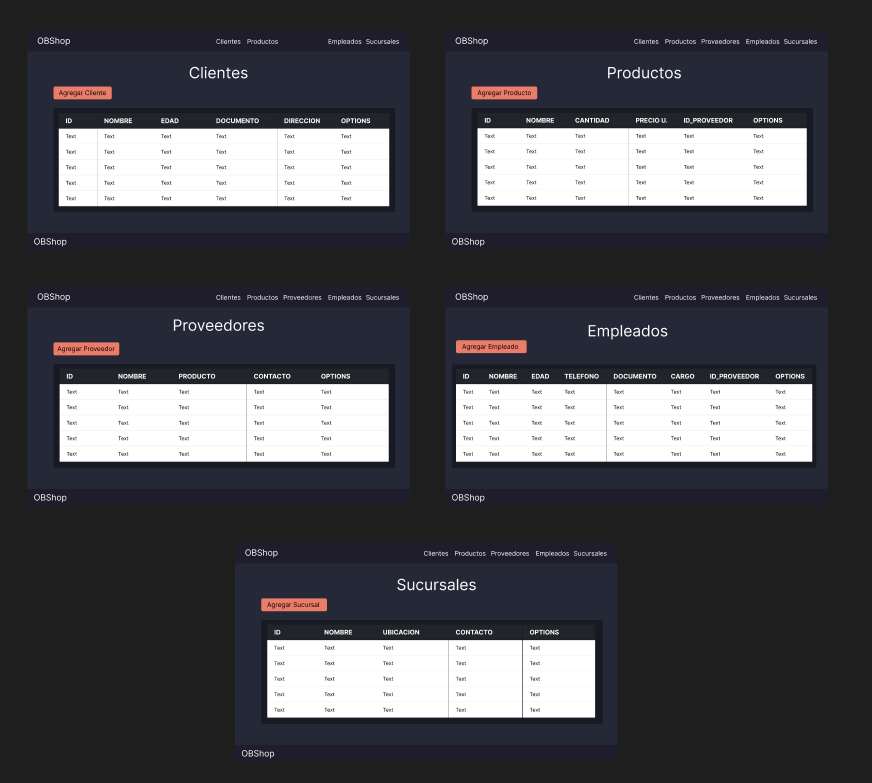 OBShop Clientes Productos Empleados Sucursales
Clientes
Agregar Cliente
ID NOMBRE EDAD DOCUMENTO DIRECCION OPTIONS
Text Text Text Text Text Text
Text Text Text Text Text Text
Text Text Text Text Text Text
Text Text Text Text Text Text
Text Text Text Text Text Text
OBShop
OBShop Clientes Productos Proveedores Empleados Sucursales
Productos
Agregar Producto
ID NOMBRE CANTIDAD PRECIO U. ID_PROVEEDOR OPTIONS
Text Text Text Text Text Text
Text Text Text Text Text Text
Text Text Text Text Text Text
Text Text Text Text Text Text
Text Text Text Text Text Text
OBShop
OBShop Clientes Productos Proveedores Empleados Sucursales
Proveedores
Agregar Proveedor
ID NOMBRE PRODUCTO CONTACTO OPTIONS
Text Text Text Text Text
Text Text Text Text Text
Text Text Text Text Text
Text Text Text Text Text
Text Text Text Text Text
OBShop
OBShop Clientes Productos Proveedores Empleados Sucursales
Empleados
Agregar Empleado
ID NOMBRE EDAD TELEFONO DOCUMENTO CARGO ID_PROVEEDOR OPTIONS
Text Text Text Text Text Text Text Text
Text Text Text Text Text Text Text Text
Text Text Text Text Text Text Text Text
Text Text Text Text Text Text Text Text
Text Text Text Text Text Text Text Text
OBShop
OBShop Clientes Productos Proveedores Empleados Sucursales
Sucursales
Agregar Sucursal
ID NOMBRE UBICACION CONTACTO OPTIONS
Text Text Text Text Text
Text Text Text Text Text
Text Text Text Text Text
Text Text Text Text Text
Text Text Text Text Text
OBShop